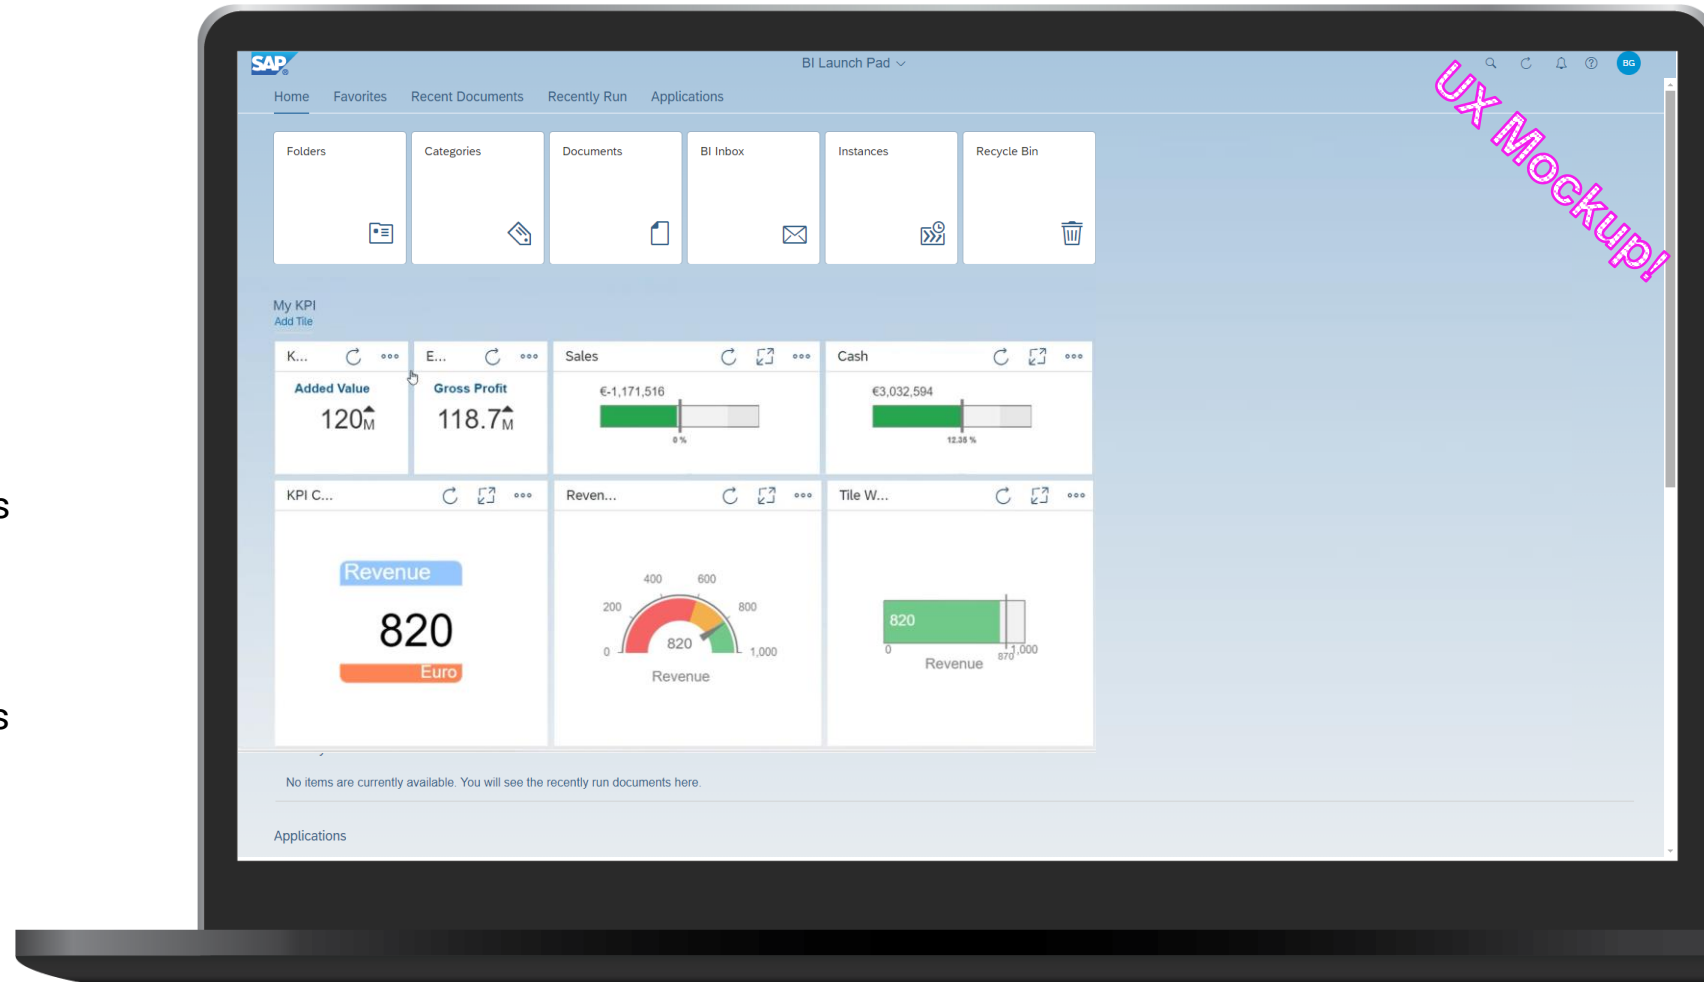 SAP
BI Launch Pad
BG
Home Favorites Recent Documents Recently Run Applications
UX Mockup!
Folders Categories Documents BI Inbox Instances Recycle Bin
My KPI
Add Tile
K... E... Sales Cash
Added Value Gross Profit €-1,171,516 €3,032,594
120M 118.7M
0 % 12.38 %
KPI C... Reven... Tile W...
Revenue
820
Euro
0 200 400 600 800 1,000
820
Revenue
820
0 870 1,000
Revenue
s
s
No items are currently available. You will see the recently run documents here.
Applications